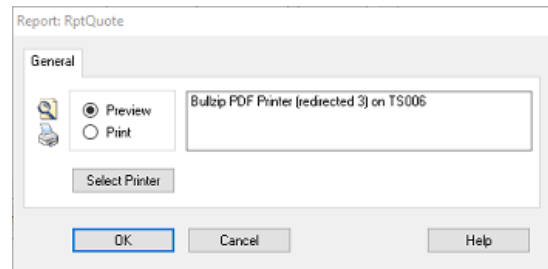 Report: RptQuote
General
Preview
Bullzip PDF Printer (redirected 3) on TS006
Print
Select Printer
OK
Cancel
Help